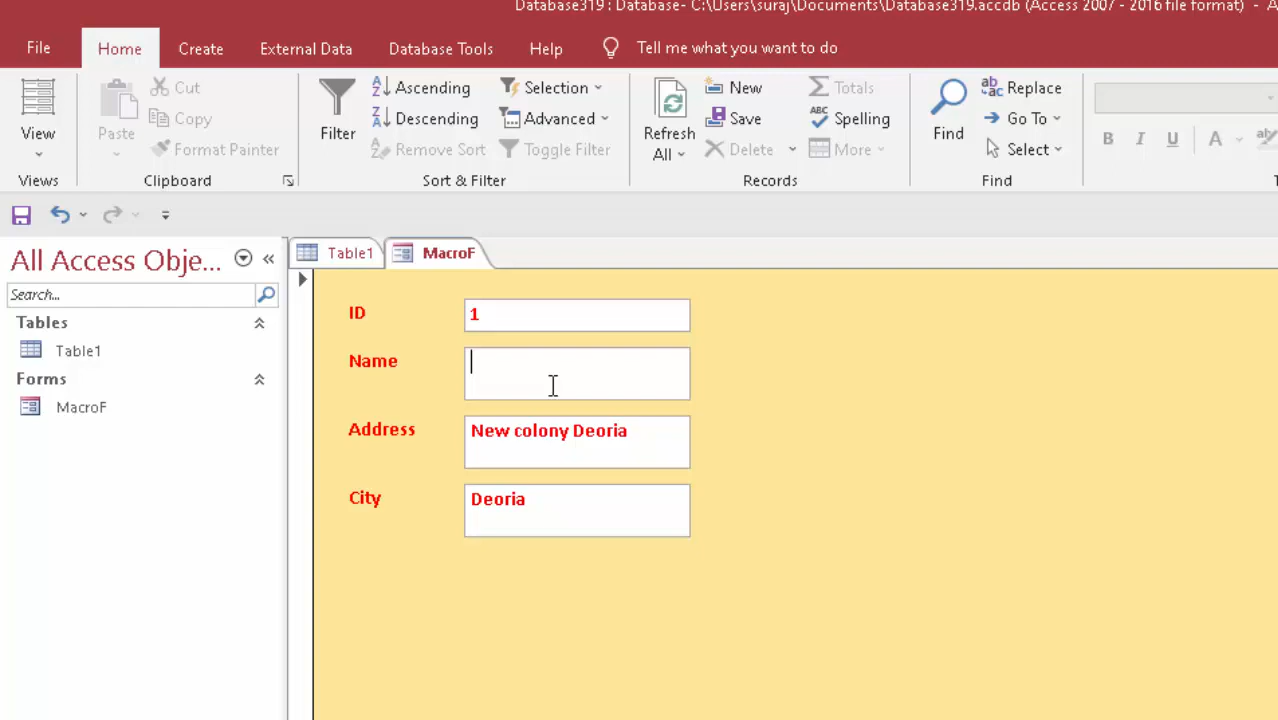 Database319 : Database- C:\Users\suraj\Documents\Database319.accdb (Access 2007 - 2016 file format) - A
File Home Create External Data Database Tools Help Tell me what you want to do
View
Views
Paste
Cut
Copy
Format Painter
Clipboard
Filter
Ascending
Descending
Remove Sort
Selection
Advanced
Toggle Filter
Sort & Filter
Refresh
All
New
Save
Delete
Totals
Spelling
More
Records
Find
Replace
Go To
Select
Find
B I U A
All Access Obje...
Search...
Tables
Table1
Forms
MacroF
Table1 MacroF
ID 1
Name
Address New colony Deoria
City Deoria